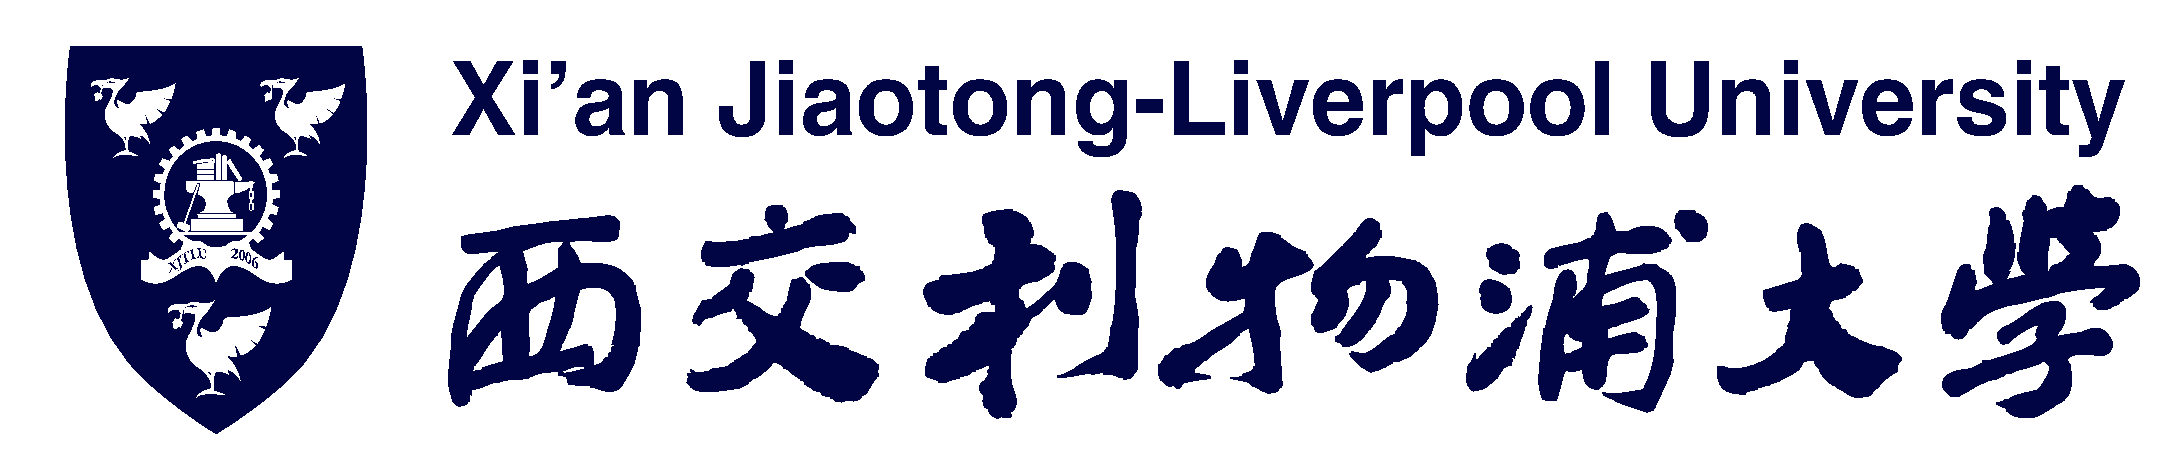 Xi’an Jiaotong-Liverpool University
西交利物浦大学
XJTLU 2006